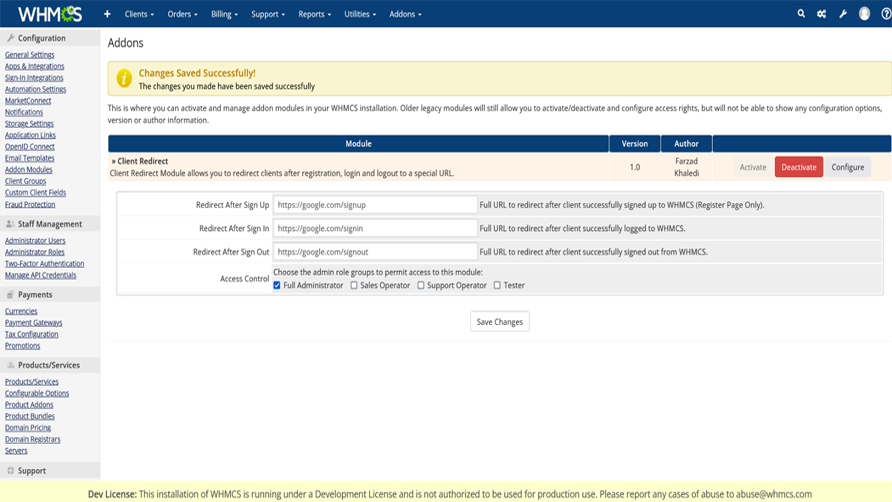 WHMCS
Clients Orders Billing Support Reports Utilities Addons
Configuration
General Settings
Apps & Integrations
Sign-In Integrations
Automation Settings
MarketConnect
Notifications
Storage Settings
Application Links
OpenID Connect
Email Templates
Addon Modules
Client Groups
Custom Client Fields
Fraud Protection
Staff Management
Administrator Users
Administrator Roles
Two-Factor Authentication
Manage API Credentials
Payments
Currencies
Payment Gateways
Tax Configuration
Promotions
Products/Services
Products/Services
Configurable Options
Product Addons
Product Bundles
Domain Pricing
Domain Registrars
Servers
Support
Addons
Changes Saved Successfully!
The changes you made have been saved successfully
This is where you can activate and manage addon modules in your WHMCS installation. Older legacy modules will still allow you to activate/deactivate and configure access rights, but will not be able to show any configuration options,
version or author information.
Module Version Author
» Client Redirect
Client Redirect Module allows you to redirect clients after registration, login and logout to a special URL.
1.0
Farzad
Khaledi
Activate Deactivate Configure
Redirect After Sign Up https://google.com/signup Full URL to redirect after client successfully signed up to WHMCS (Register Page Only).
Redirect After Sign In https://google.com/signin Full URL to redirect after client successfully logged to WHMCS.
Redirect After Sign Out https://google.com/signout Full URL to redirect after client successfully signed out from WHMCS.
Access Control
Choose the admin role groups to permit access to this module:
Full Administrator Sales Operator Support Operator Tester
Save Changes
Dev License: This installation of WHMCS is running under a Development License and is not authorized to be used for production use. Please report any cases of abuse to abuse@whmcs.com